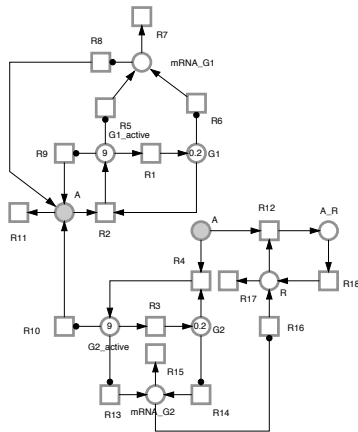 R7
R8
mRNA_G1
R5
R6
G1_active
R9
9
0.2
G1
R1
A
R2
R11
A
R12
A_R
R4
R17
R
R18
R10
R3
9
0.2
G2
R16
G2_active
R15
R13
mRNA_G2
R14